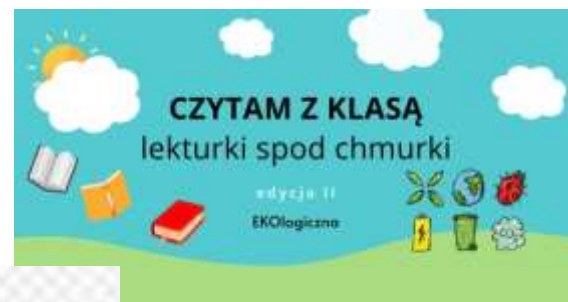 CZYTAM Z KLASĄ
lekturki spod chmurki
edycja II
EKOlogiczna